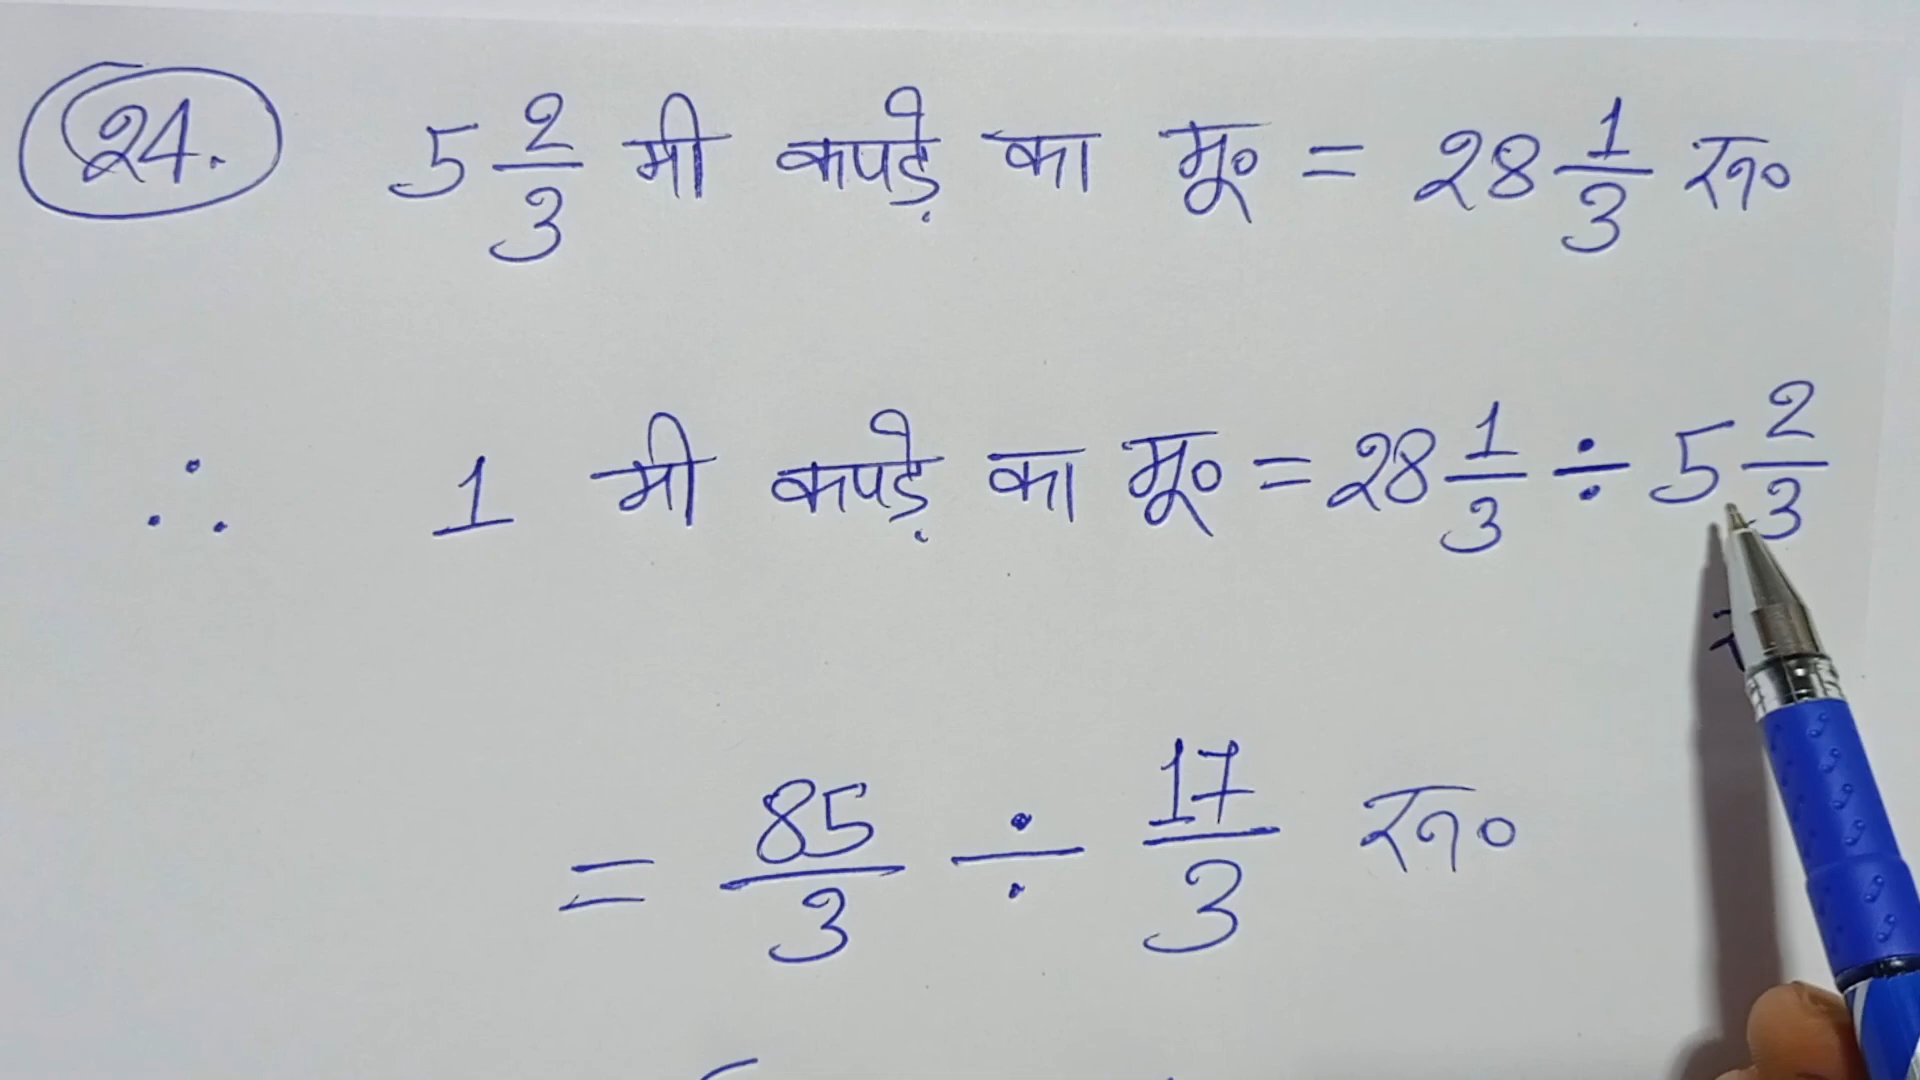 24. 5 2/3 मी कपड़े का मू० = 28 1/3 रु०
∴ 1 मी कपड़े का मू० = 28 1/3 ÷ 5 2/3
= 85/3 ÷ 17/3 रु०